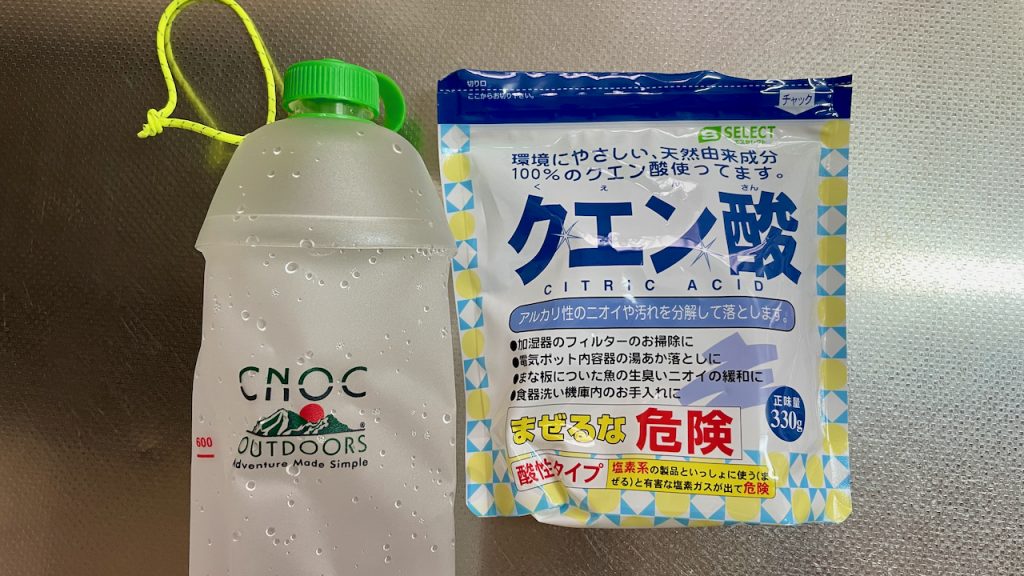 CNOC
OUTDOORS
Adventure Made Simple
600
切り口
ここからお切り下さい。
チャック
SELECT
環境にやさしい、天然由来成分
100%のクエン酸使ってます。
くえんさん
クエン酸
CITRIC ACID
アルカリ性のニオイや汚れを分解して落とします。
●加湿器のフィルターのお掃除に
●電気ポット内容器の湯あか落としに
●まな板についた魚の生臭いニオイの緩和に
●食器洗い機庫内のお手入れに
正味量
330g
まぜるな 危険
酸性タイプ
塩素系の製品といっしょに使う(ま
ぜる)と有害な塩素ガスが出て危険